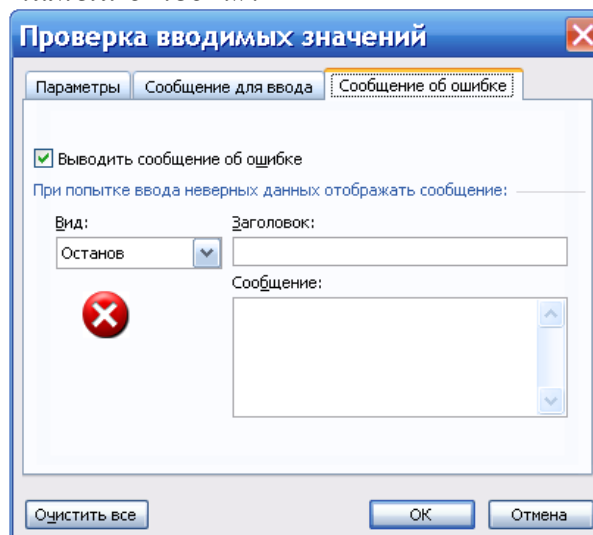 Проверка вводимых значений
Параметры Сообщение для ввода Сообщение об ошибке
Выводить сообщение об ошибке
При попытке ввода неверных данных отображать сообщение:
Вид: Заголовок:
Останов
Сообщение:
Очистить все ОК Отмена